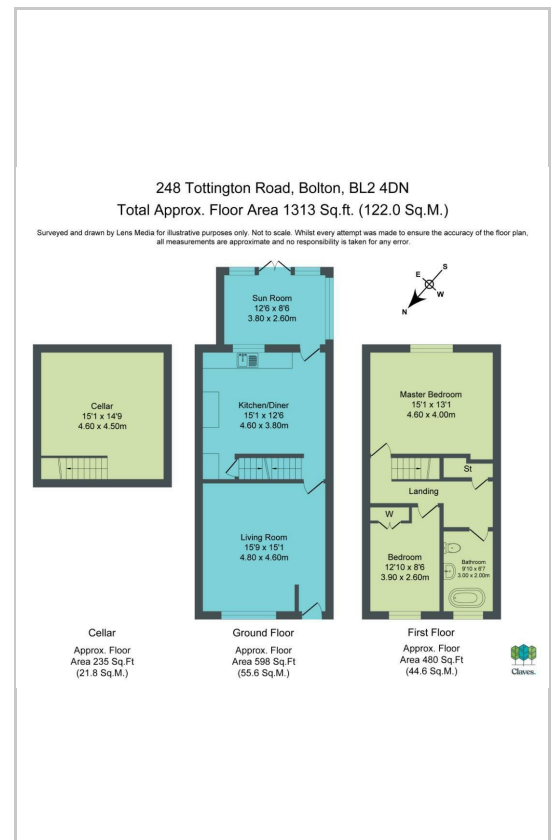 248 Tottington Road, Bolton, BL2 4DN
Total Approx. Floor Area 1313 Sq.ft. (122.0 Sq.M.)
Surveyed and drawn by Lens Media for illustrative purposes only. Not to scale. Whilst every attempt was made to ensure the accuracy of the floor plan,
all measurements are approximate and no responsibility is taken for any error.
S
E
W
N
Sun Room
12'6 x 8'6
3.80 x 2.60m
Cellar
15'1 x 14'9
4.60 x 4.50m
Kitchen/Diner
15'1 x 12'6
4.60 x 3.80m
Master Bedroom
15'1 x 13'1
4.60 x 4.00m
St
Landing
W
Living Room
15'9 x 15'1
4.80 x 4.60m
Bedroom
12'10 x 8'6
3.90 x 2.60m
Bathroom
9'10 x 6'7
3.00 x 2.00m
Cellar
Approx. Floor
Area 235 Sq.Ft
(21.8 Sq.M.)
Ground Floor
Approx. Floor
Area 598 Sq.Ft
(55.6 Sq.M.)
First Floor
Approx. Floor
Area 480 Sq.Ft
(44.6 Sq.M.)
Claves.